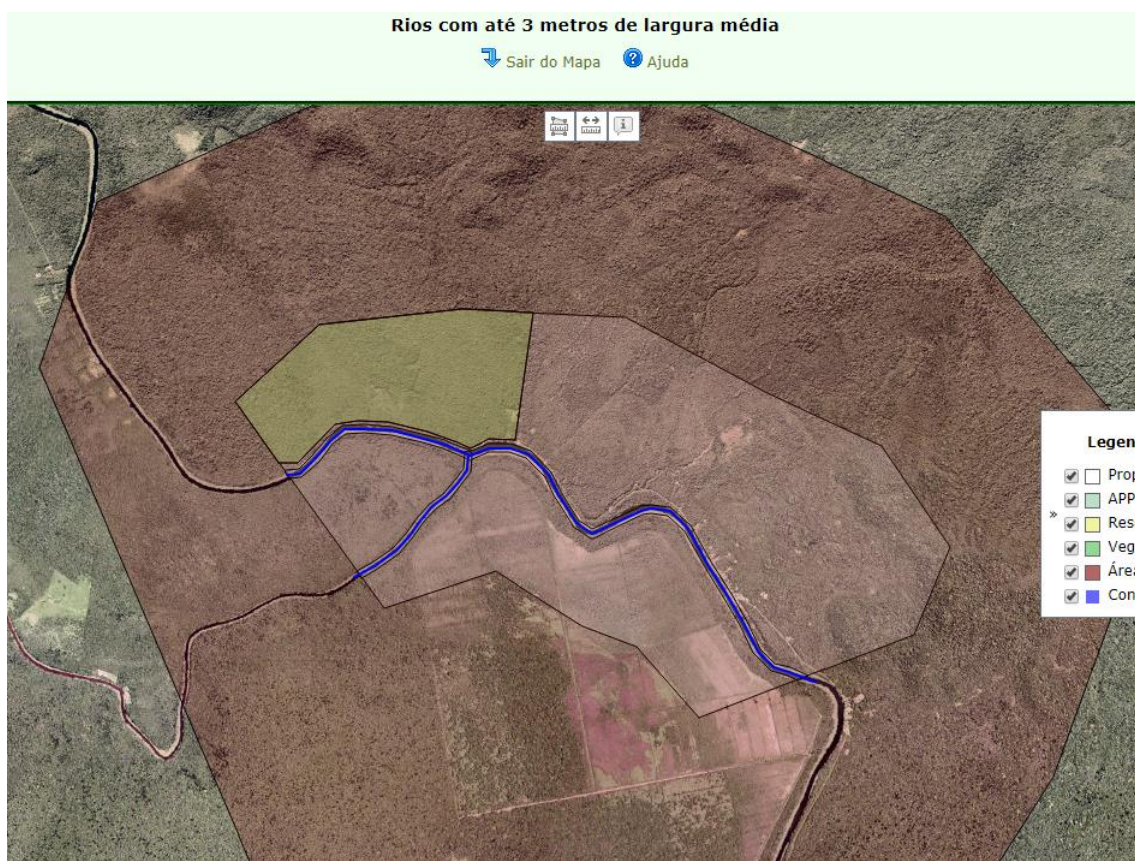 Rios com até 3 metros de largura média
Sair do Mapa ? Ajuda
Legen
Prop
APP
Res
Veg
Área
Con